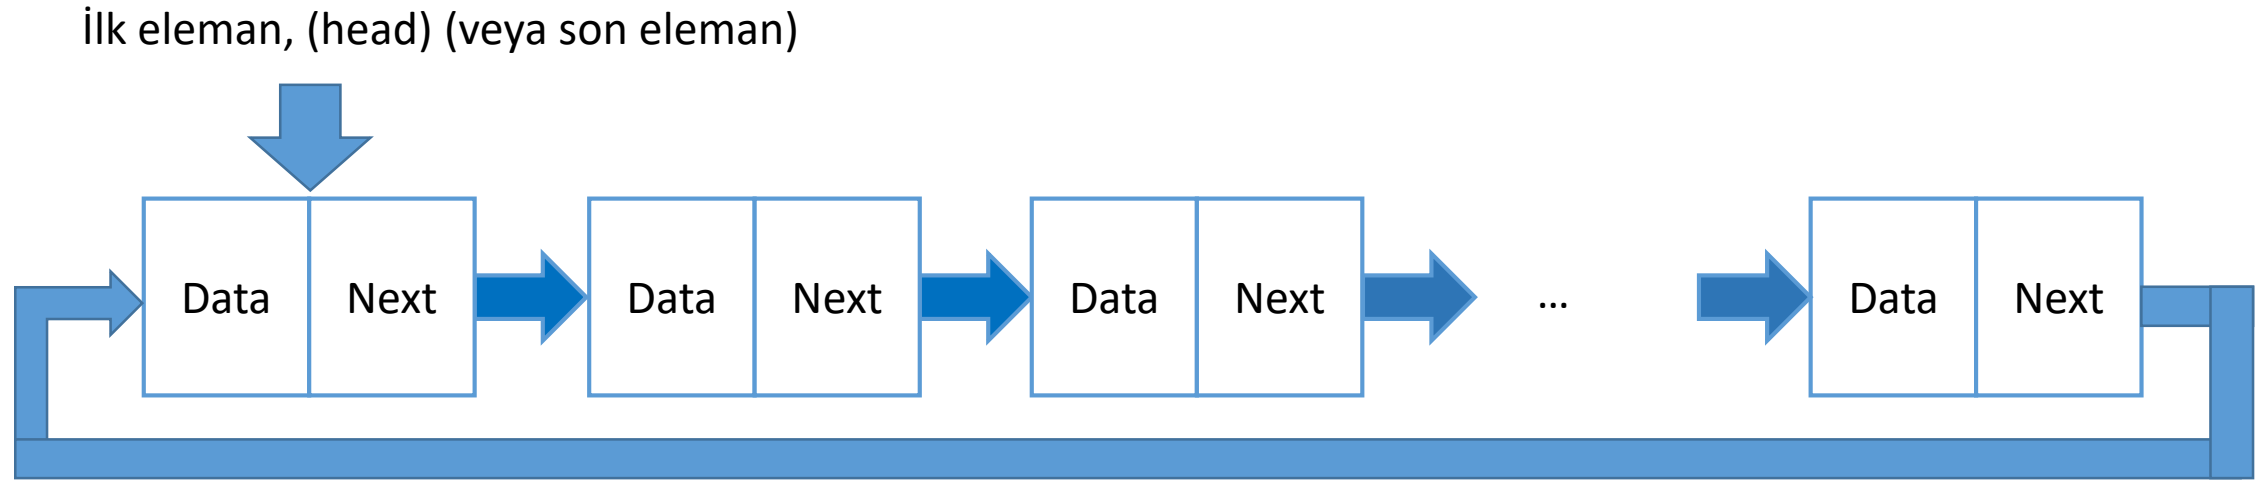 İlk eleman, (head) (veya son eleman)
Data Next Data Next Data Next ... Data Next